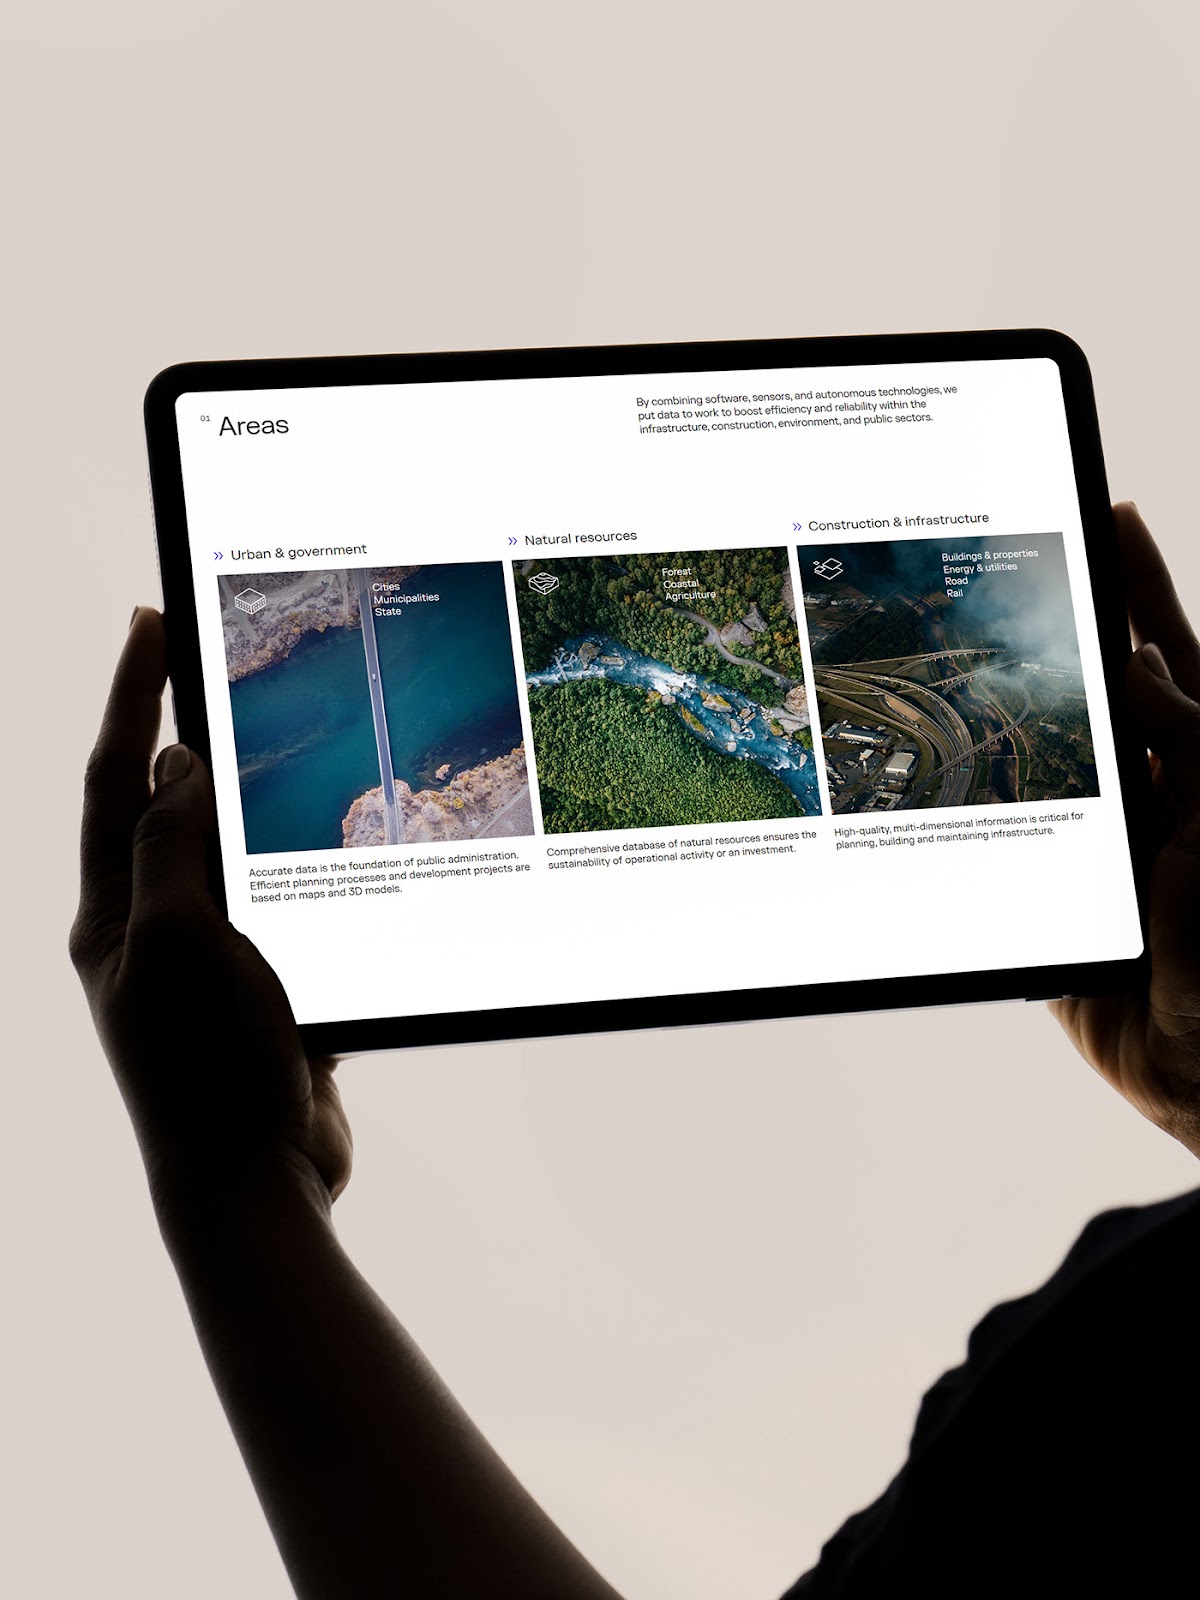 01
Areas
By combining software, sensors, and autonomous technologies, we
put data to work to boost efficiency and reliability within the
infrastructure, construction, environment, and public sectors.
Urban & government
Cities
Municipalities
State
Accurate data is the foundation of public administration.
Efficient planning processes and development projects are
based on maps and 3D models.
Natural resources
Forest
Coastal
Agriculture
Comprehensive database of natural resources ensures the
sustainability of operational activity or an investment.
Construction & infrastructure
Buildings & properties
Energy & utilities
Road
Rail
High-quality, multi-dimensional information is critical for
planning, building and maintaining infrastructure.